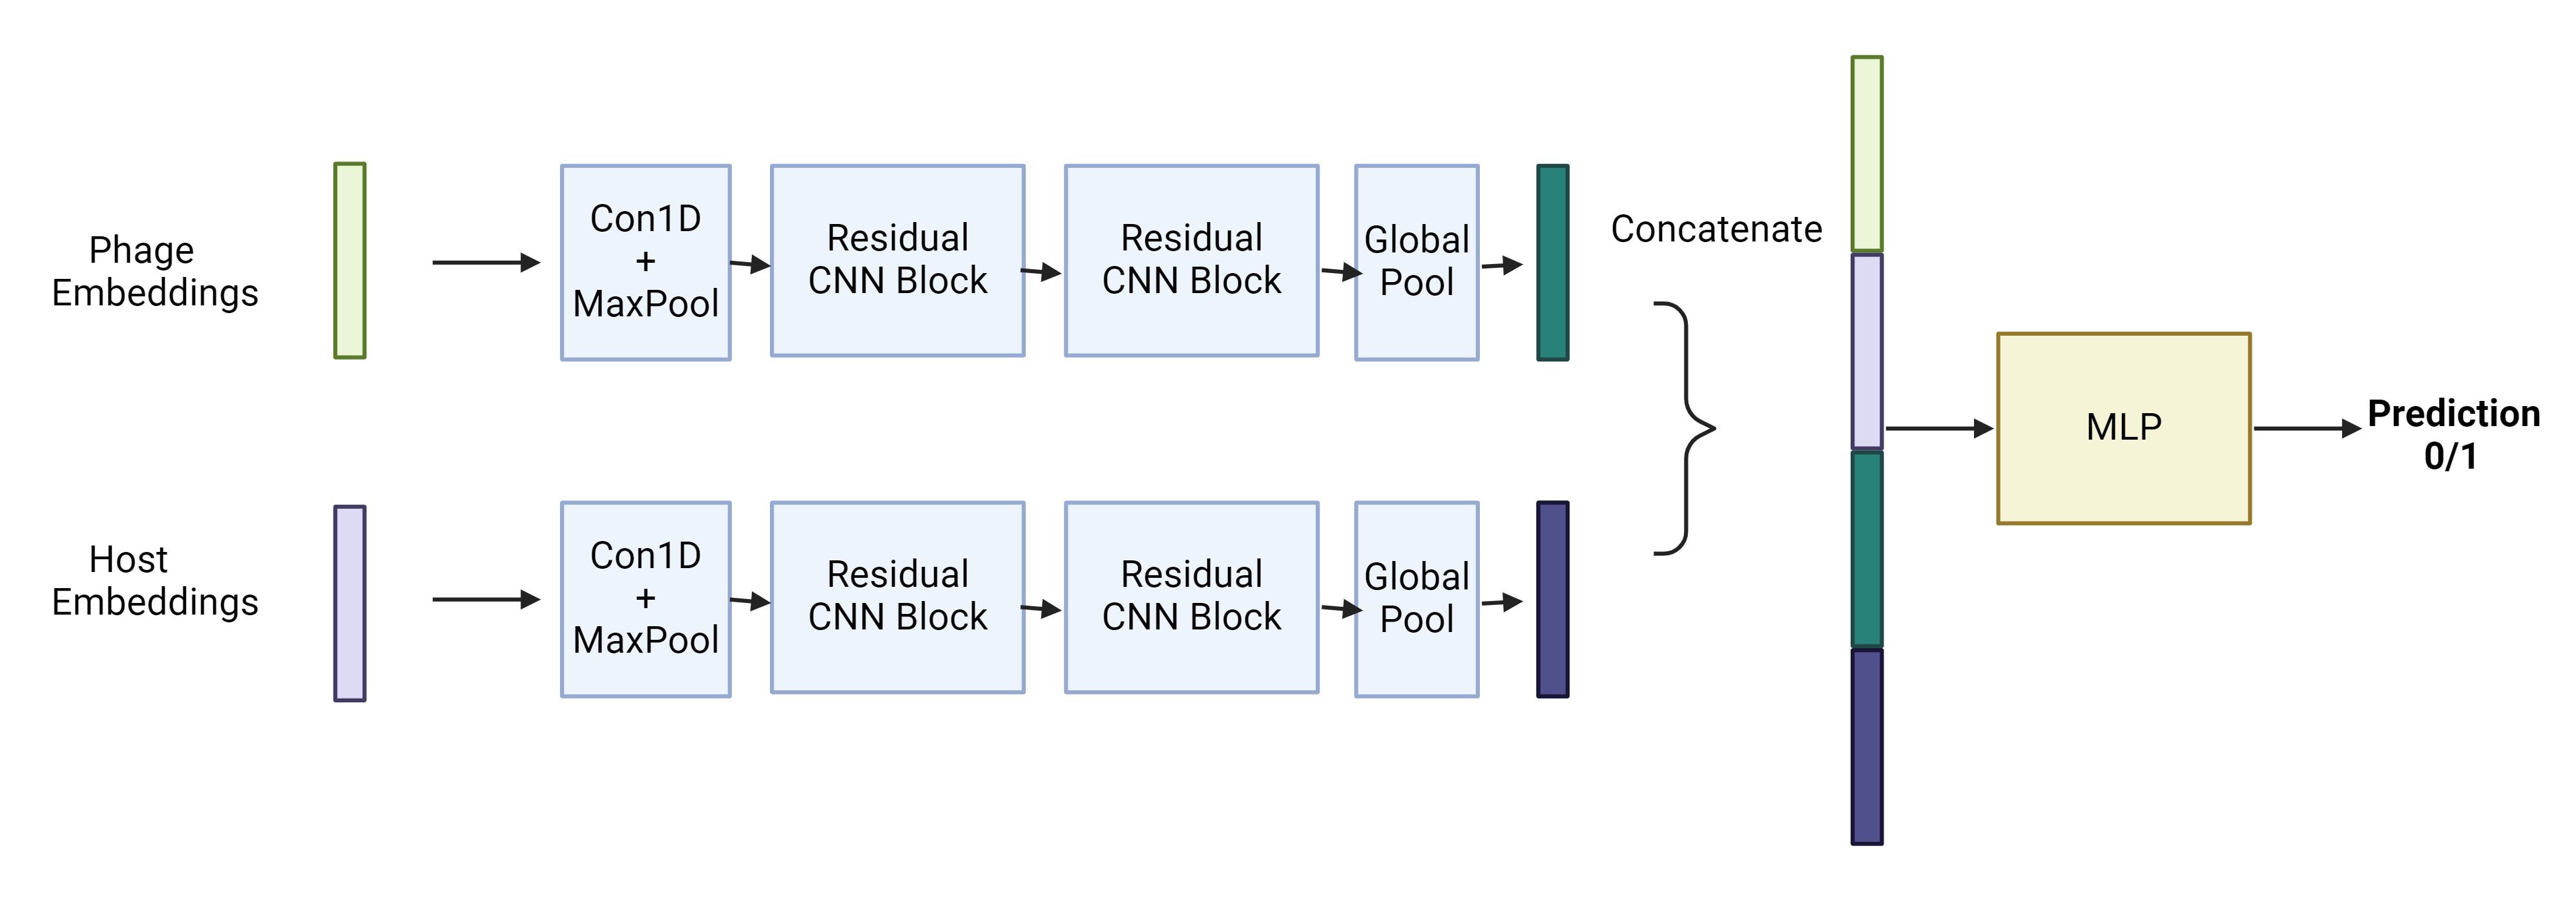 Phage
Embeddings
Con1D
+
MaxPool
Residual
CNN Block
Residual
CNN Block
Global
Pool
Concatenate
Host
Embeddings
Con1D
+
MaxPool
Residual
CNN Block
Residual
CNN Block
Global
Pool
MLP
Prediction
0/1